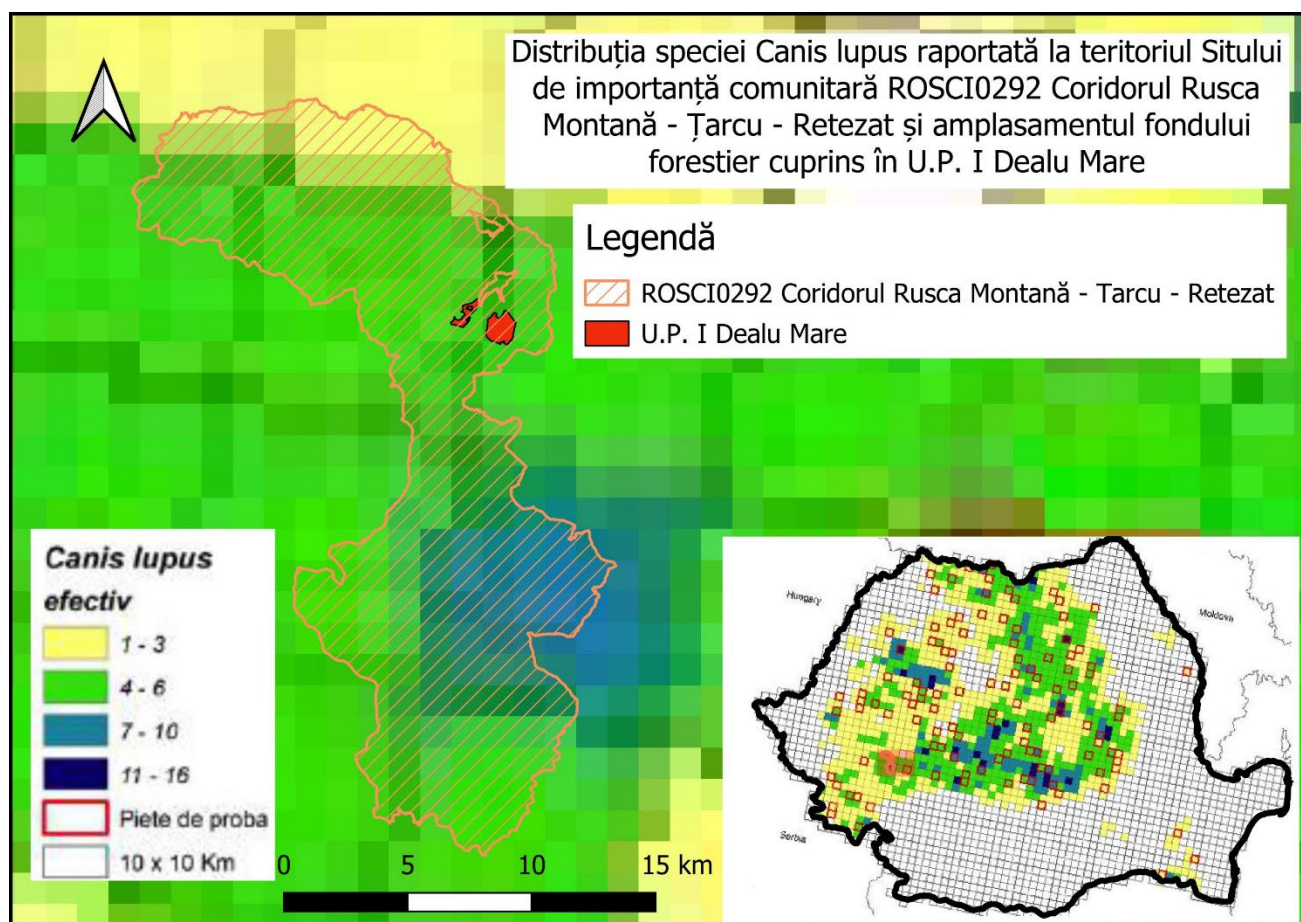 Distribuția speciei Canis lupus raportată la teritoriul Sitului
de importanță comunitară ROSCI0292 Coridorul Rusca
Montană - Țarcu - Retezat și amplasamentul fondului
forestier cuprins în U.P. I Dealu Mare
Legendă
ROSCI0292 Coridorul Rusca Montană - Tarcu - Retezat
U.P. I Dealu Mare
Canis lupus
efectiv
1 - 3
4 - 6
7 - 10
11 - 16
Piete de proba
10 x 10 Km
0 5 10 15 km
Hungary
Moldova
Serbia